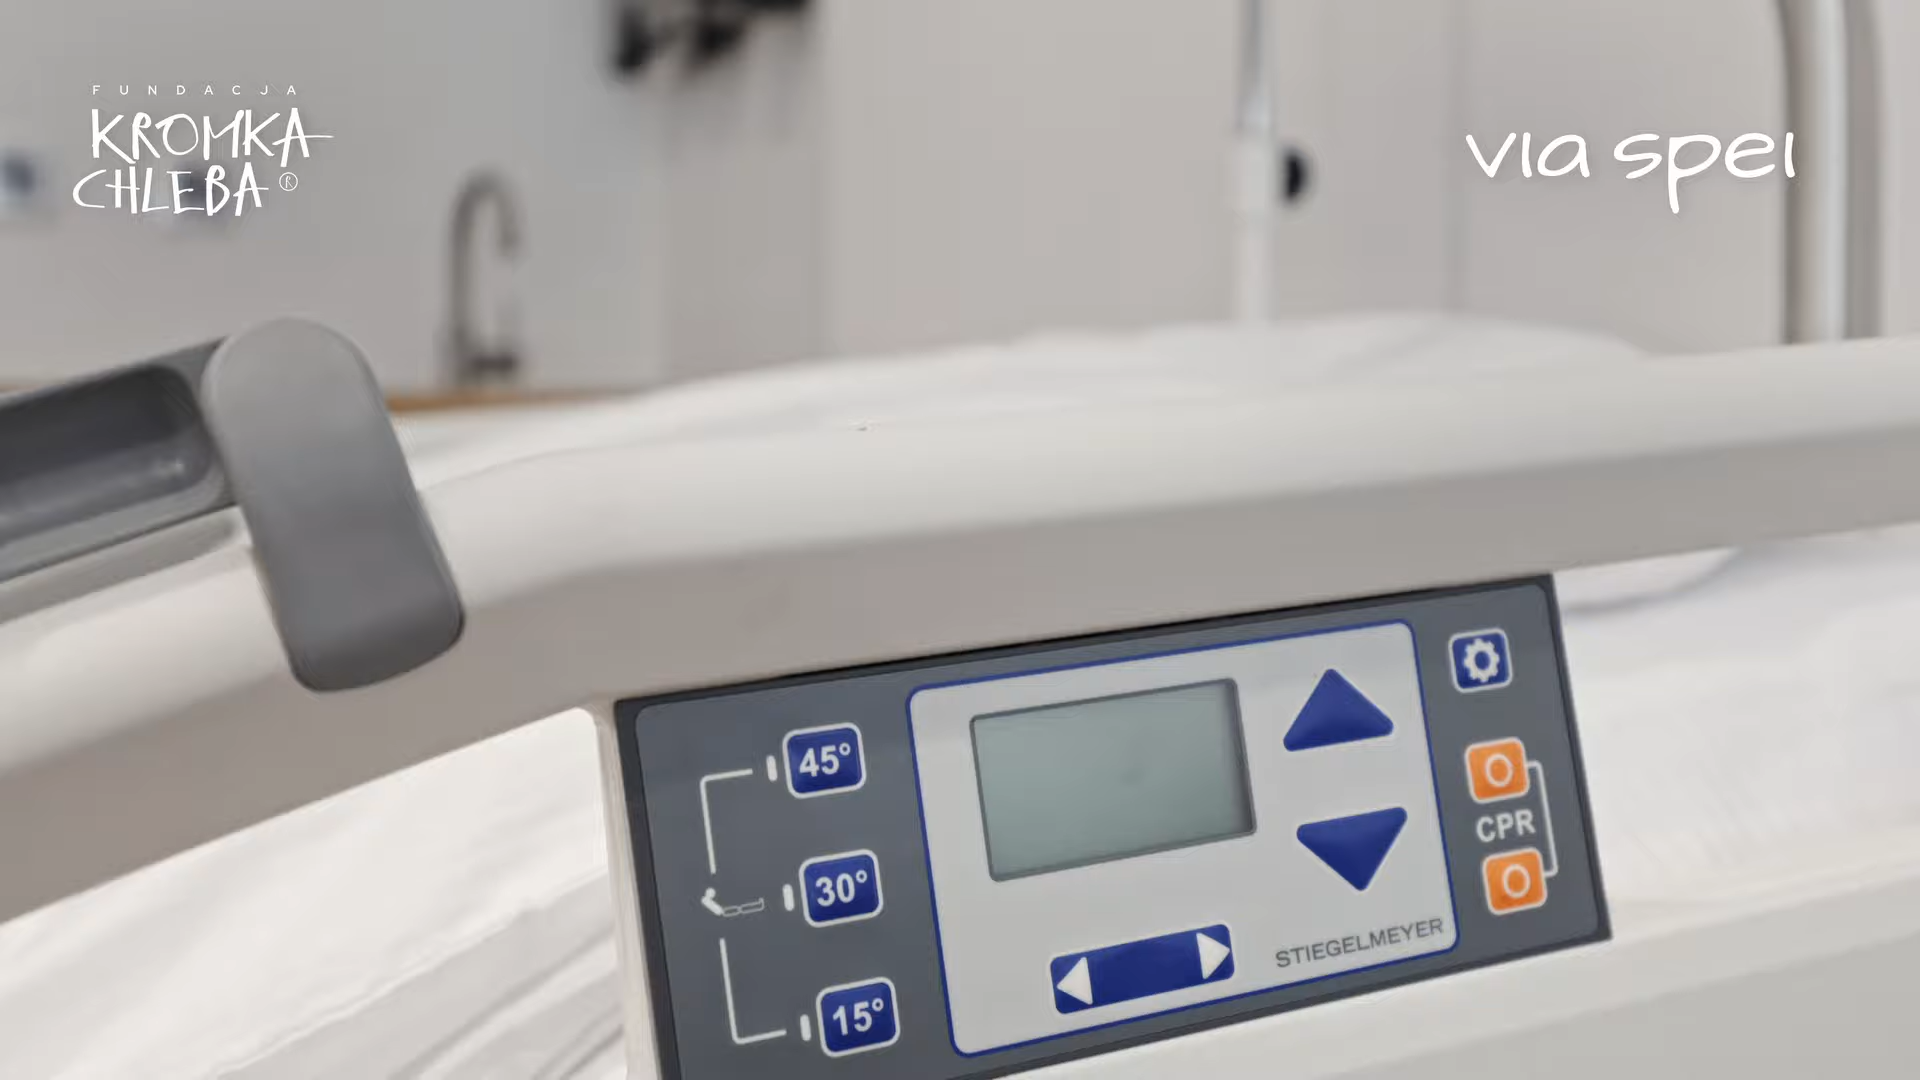 FUNDACJA
KROMKA
CHLEBA ®
via spei
45°
30°
15°
CPR
STIEGELMEYER